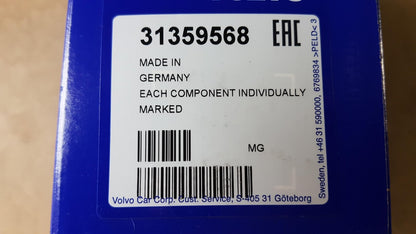 31359568 EAC
MADE IN
GERMANY
EACH COMPONENT INDIVIDUALLY
MARKED
MG
Volvo Car Corp. Cust. Service, S-405 31 Göteborg
Sweden, tel +46 31 590000, 6769834 >PELD< 3